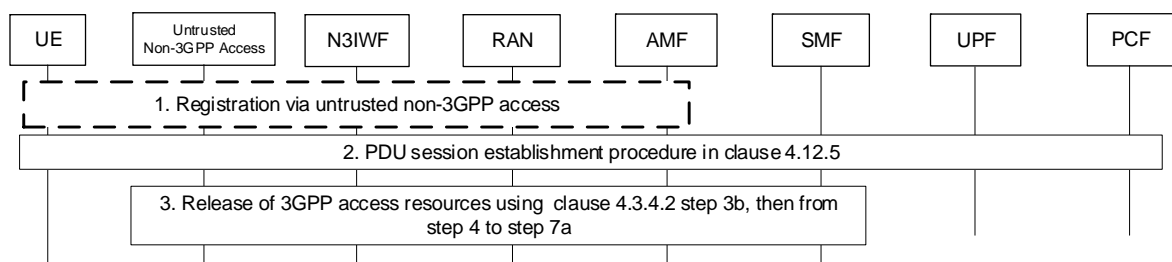 UE
Untrusted
Non-3GPP Access
N3IWF
RAN
AMF
SMF
UPF
PCF
1. Registration via untrusted non-3GPP access
2. PDU session establishment procedure in clause 4.12.5
3. Release of 3GPP access resources using clause 4.3.4.2 step 3b, then from
step 4 to step 7a